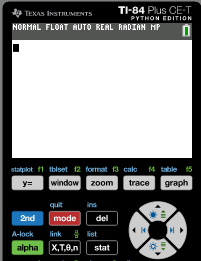 TEXAS INSTRUMENTS TI-84 Plus CE-T
PYTHON EDITION
NORMAL FLOAT AUTO REAL RADIAN MP
statplot f1 tblset f2 format f3 calc f4 table f5
y= window zoom trace graph
quit ins
2nd mode del
A-lock link list
alpha X,T,θ,n stat